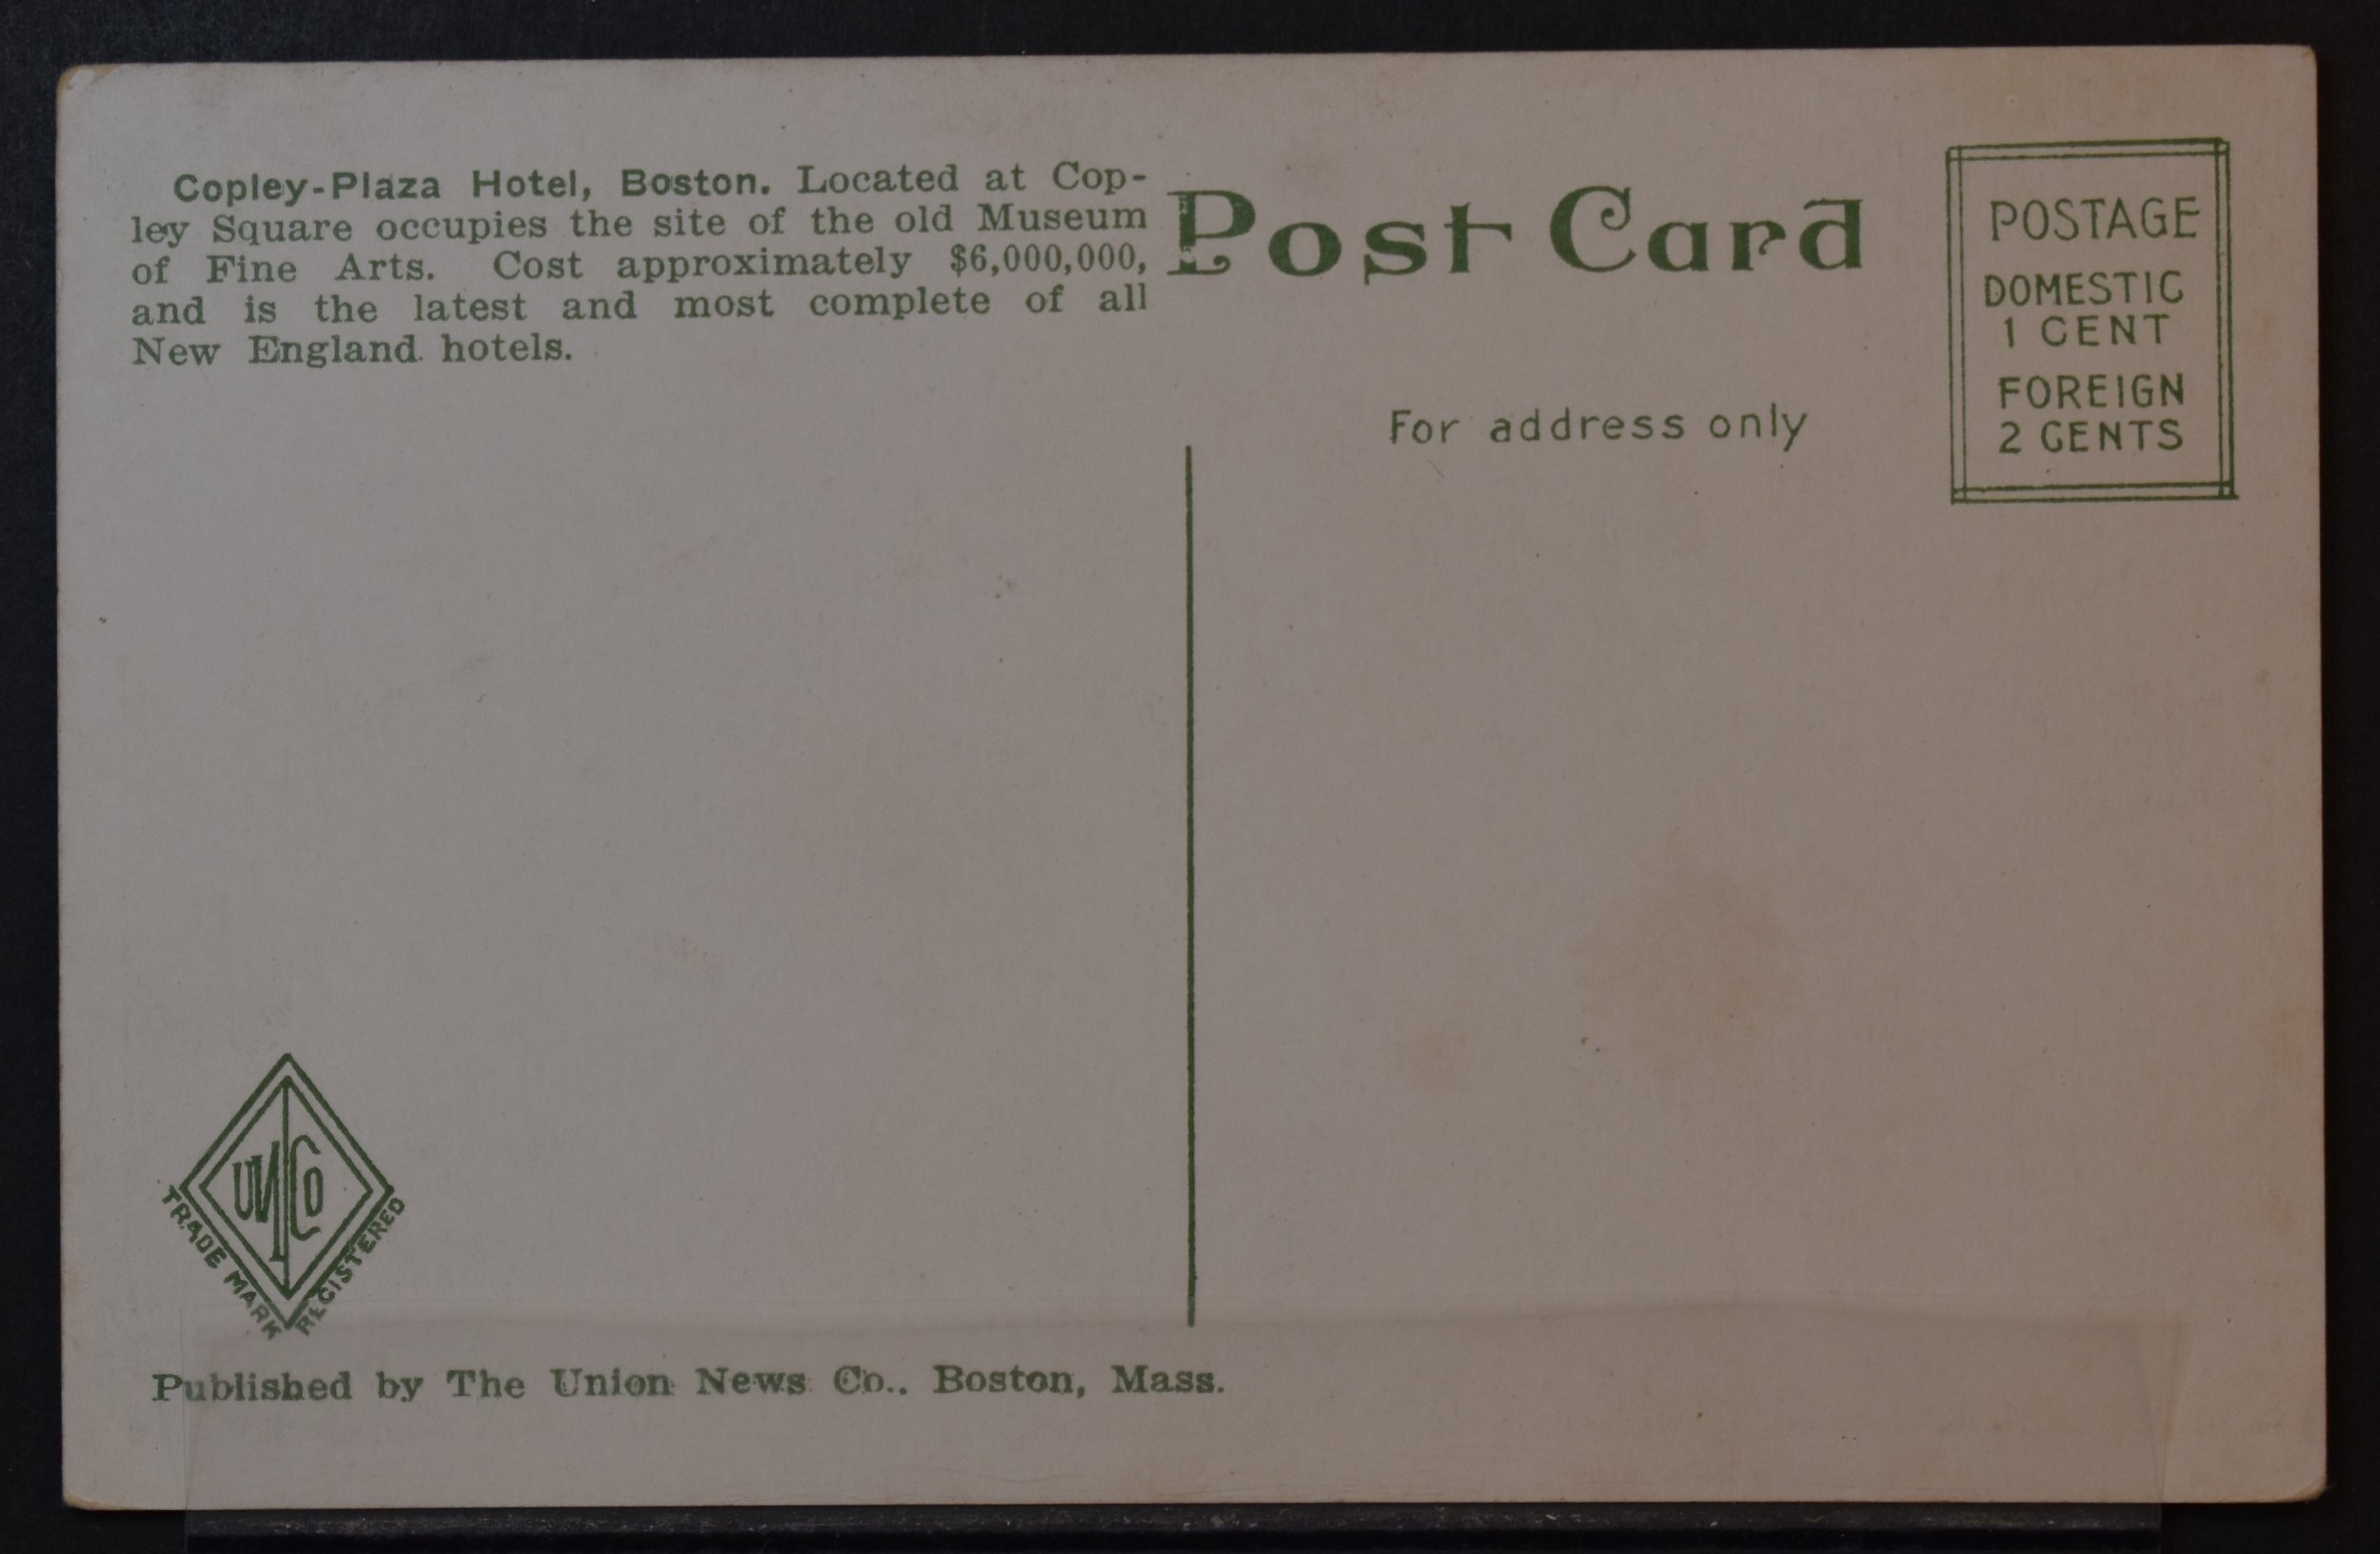 Copley-Plaza Hotel, Boston. Located at Cop-
ley Square occupies the site of the old Museum
of Fine Arts. Cost approximately $6,000,000,
and is the latest and most complete of all
New England hotels.
Post Card
For address only
POSTAGE
DOMESTIC
1 CENT
FOREIGN
2 CENTS
UN Co
TRADE MARK
REGISTERED
Published by The Union News Co.. Boston, Mass.